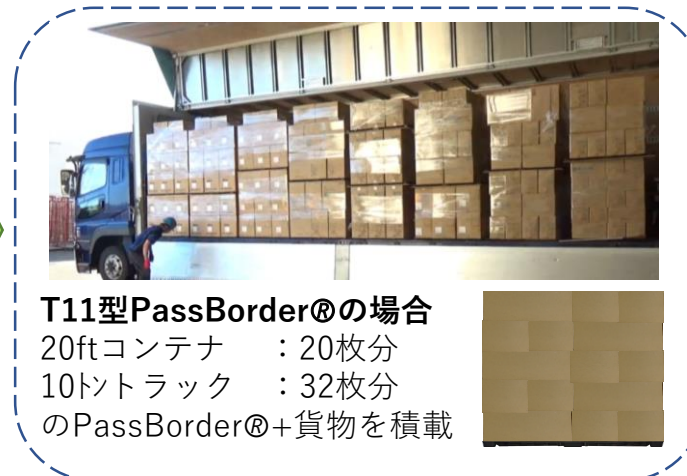 T11型PassBorder®の場合
20ftコンテナ　：20枚分
10㌧トラック　：32枚分
のPassBorder®+貨物を積載